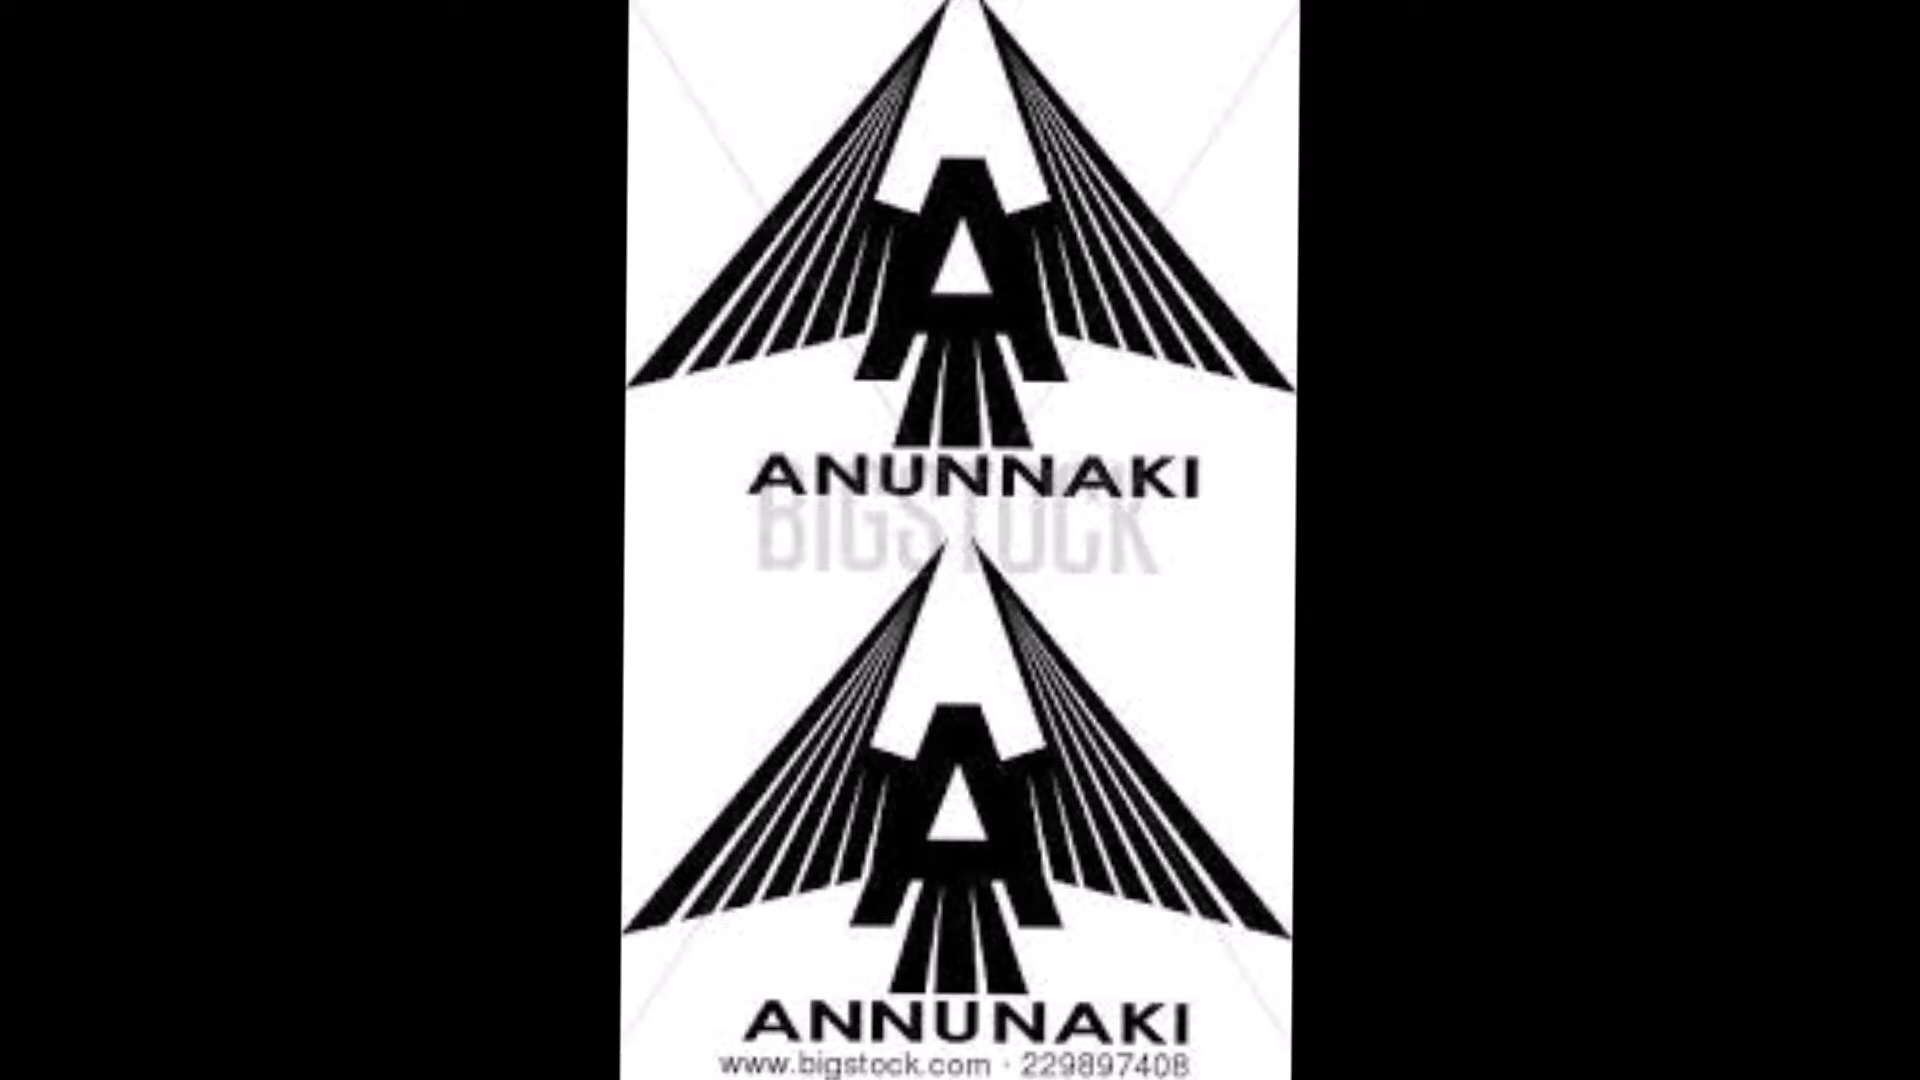 A
ANUNNAKI
BIGSTOCK
A
ANNUNAKI
www.bigstock.com · 229897408